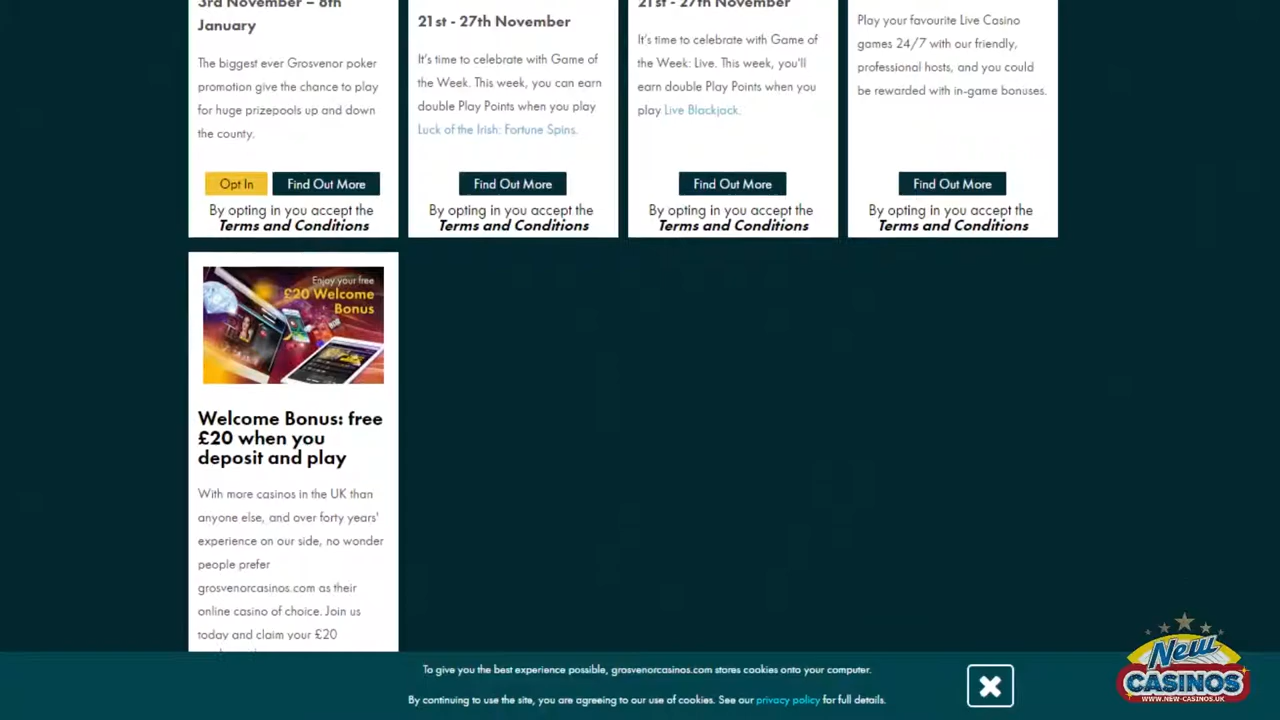 3rd November – 8th
January
The biggest ever Grosvenor poker
promotion give the chance to play
for huge prizepools up and down
the county.
Opt In
Find Out More
By opting in you accept the
Terms and Conditions
21st - 27th November
It's time to celebrate with Game of
the Week. This week, you can earn
double Play Points when you play
Luck of the Irish: Fortune Spins.
Find Out More
By opting in you accept the
Terms and Conditions
21st - 27th November
It's time to celebrate with Game of
the Week: Live. This week, you'll
earn double Play Points when you
play Live Blackjack.
Find Out More
By opting in you accept the
Terms and Conditions
Play your favourite Live Casino
games 24/7 with our friendly,
professional hosts, and you could
be rewarded with in-game bonuses.
Find Out More
By opting in you accept the
Terms and Conditions
Enjoy your free
£20 Welcome
Bonus
Welcome Bonus: free
£20 when you
deposit and play
With more casinos in the UK than
anyone else, and over forty years'
experience on our side, no wonder
people prefer
grosvenorcasinos.com as their
online casino of choice. Join us
today and claim your £20
To give you the best experience possible, grosvenorcasinos.com stores cookies onto your computer.
By continuing to use the site, you are agreeing to our use of cookies. See our privacy policy for full details.
New
CASINOS
WWW.NEW-CASINOS.UK